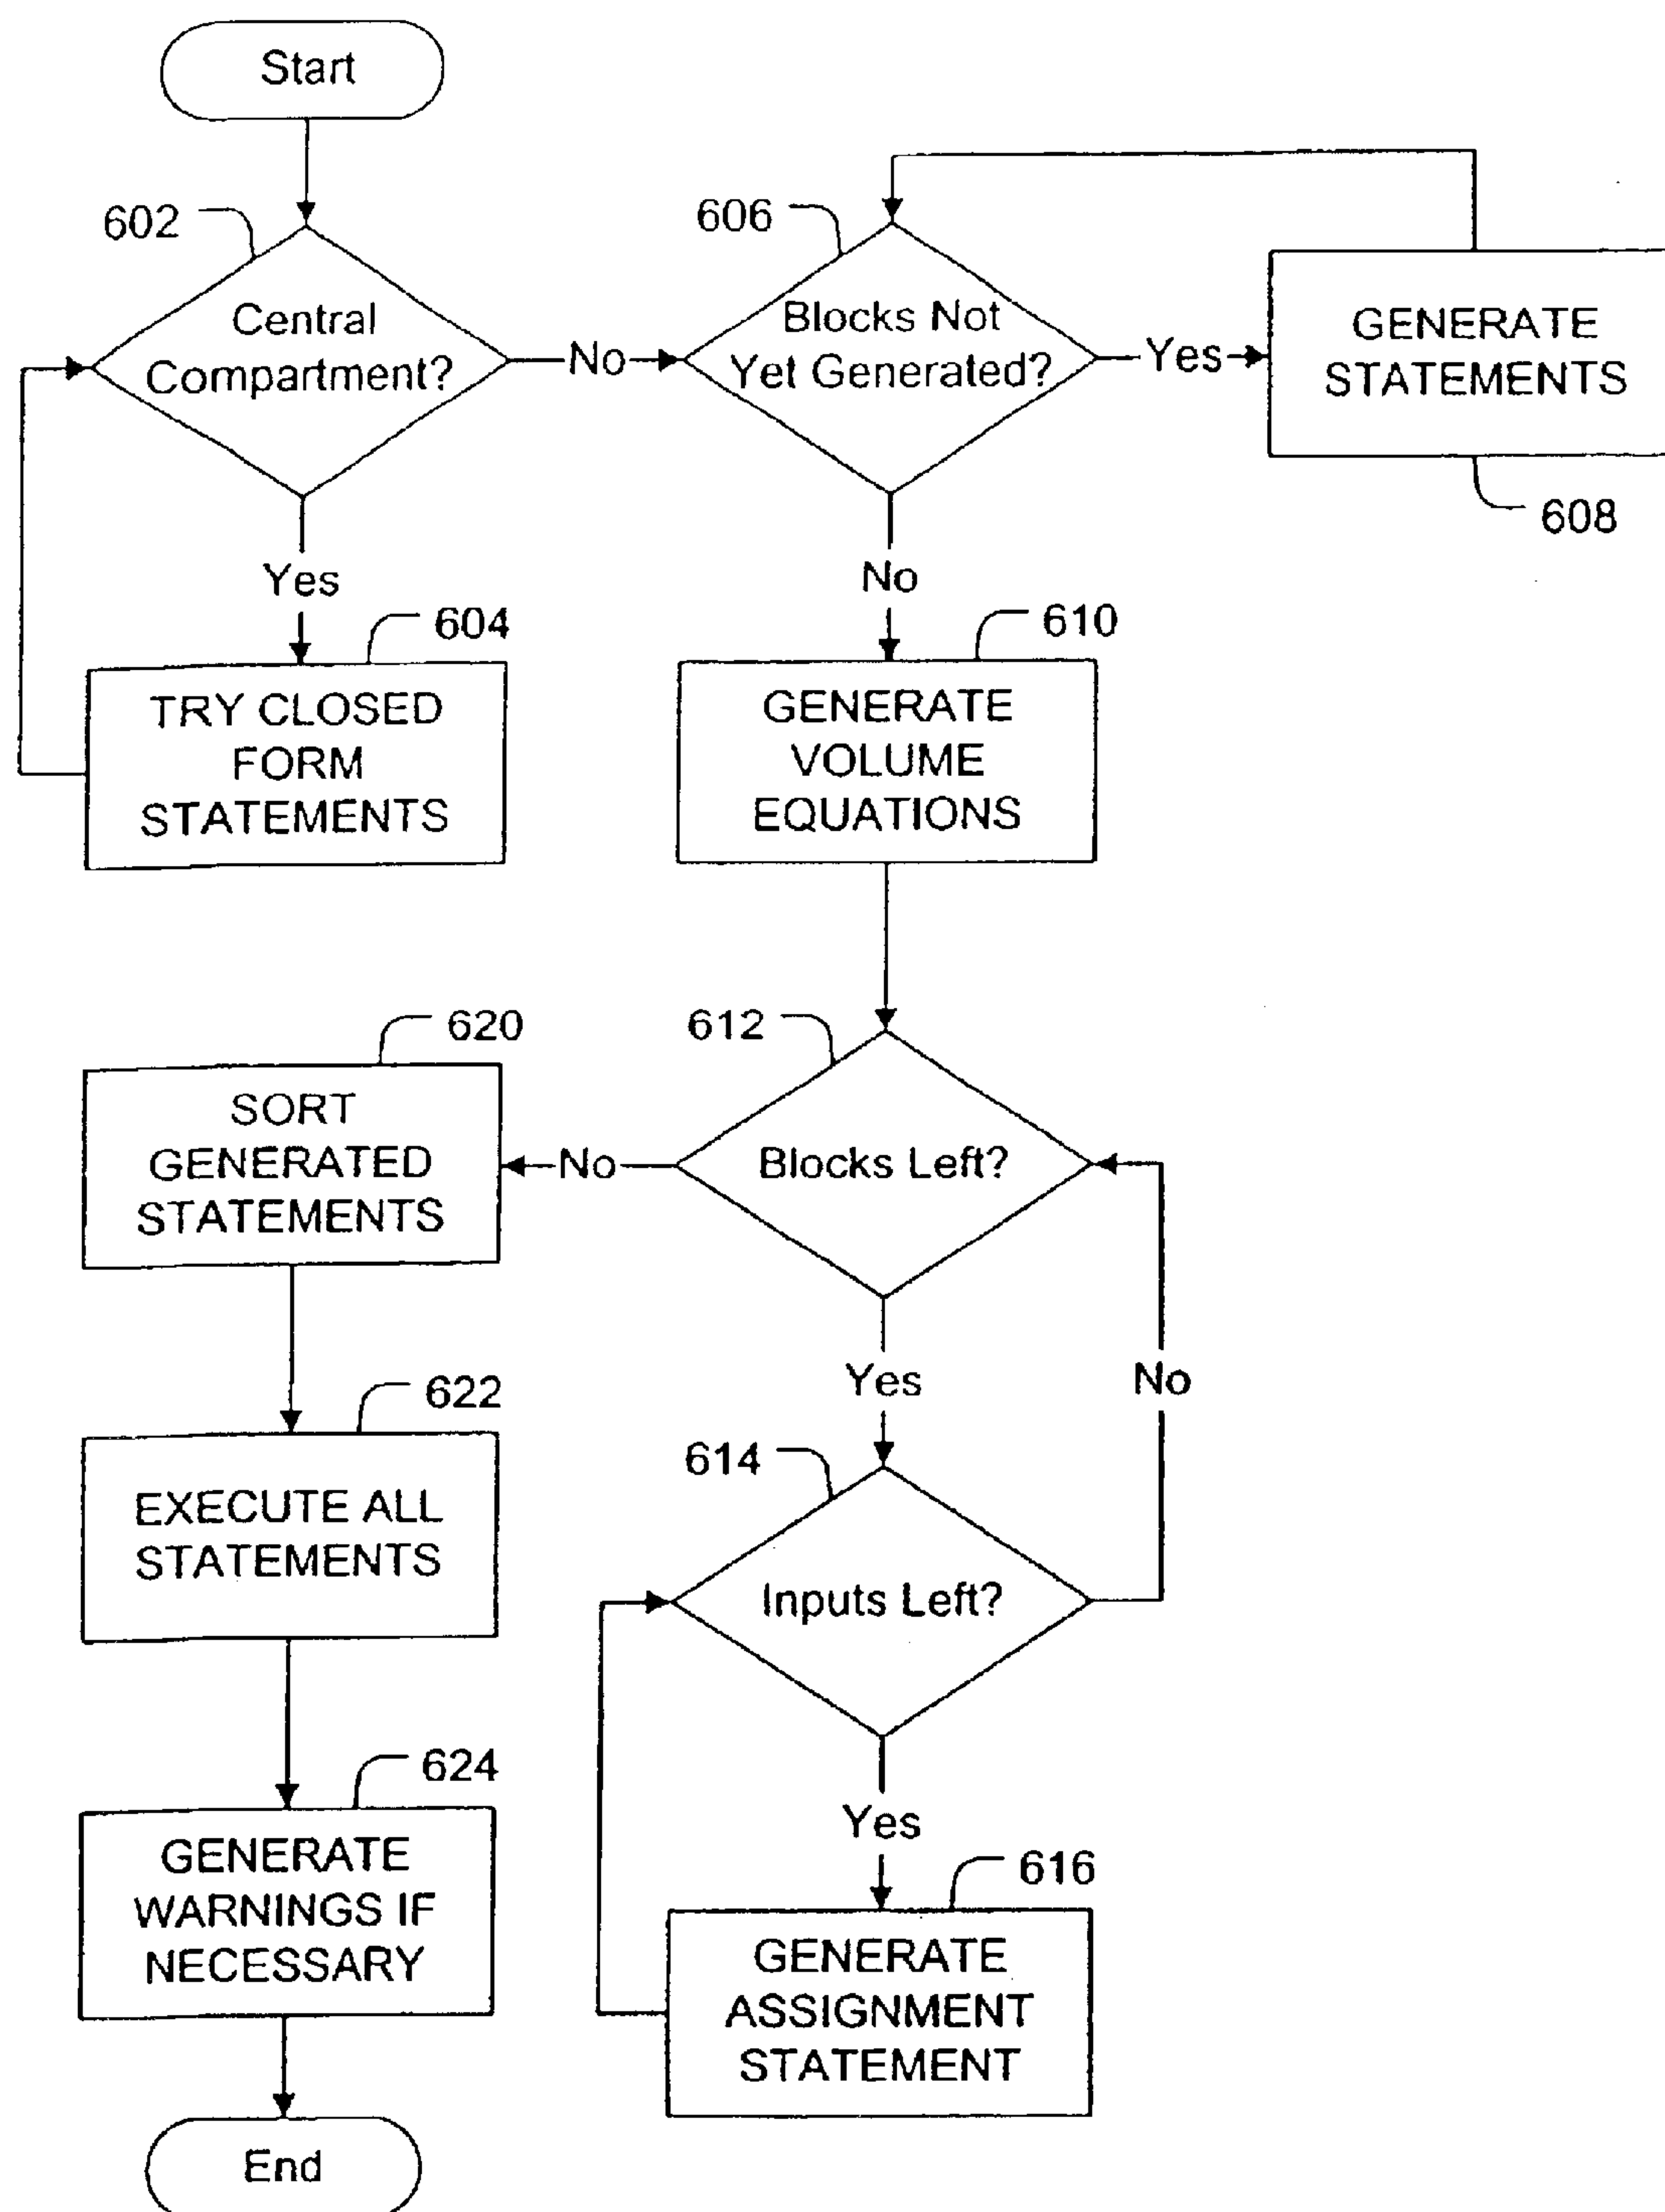 Start
602
Central
Compartment?
No
606
Blocks Not
Yet Generated?
Yes
GENERATE
STATEMENTS
608
Yes
604
TRY CLOSED
FORM
STATEMENTS
No
610
GENERATE
VOLUME
EQUATIONS
612
Blocks Left?
No
620
SORT
GENERATED
STATEMENTS
Yes
No
614
Inputs Left?
622
EXECUTE ALL
STATEMENTS
Yes
616
GENERATE
ASSIGNMENT
STATEMENT
624
GENERATE
WARNINGS IF
NECESSARY
End